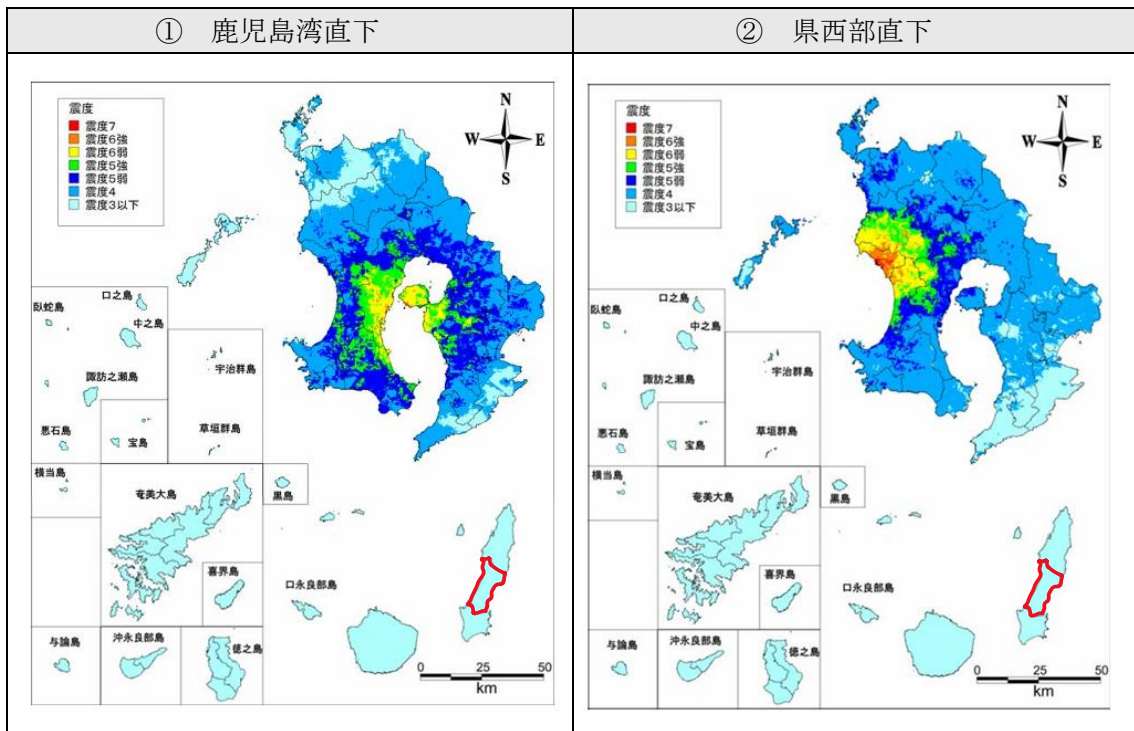 ① 鹿児島湾直下
② 県西部直下
震度
震度7
震度6強
震度6弱
震度5強
震度5弱
震度4
震度3以下
N
W
E
S
口之島
臥蛇島
中之島
諏訪之瀬島
宇治群島
悪石島
宝島
草垣群島
横当島
奄美大島
黒島
喜界島
口永良部島
与論島
沖永良部島
徳之島
0 25 50
km
震度
震度7
震度6強
震度6弱
震度5強
震度5弱
震度4
震度3以下
N
W
E
S
口之島
臥蛇島
中之島
諏訪之瀬島
宇治群島
悪石島
宝島
草垣群島
横当島
奄美大島
黒島
喜界島
口永良部島
与論島
沖永良部島
徳之島
0 25 50
km